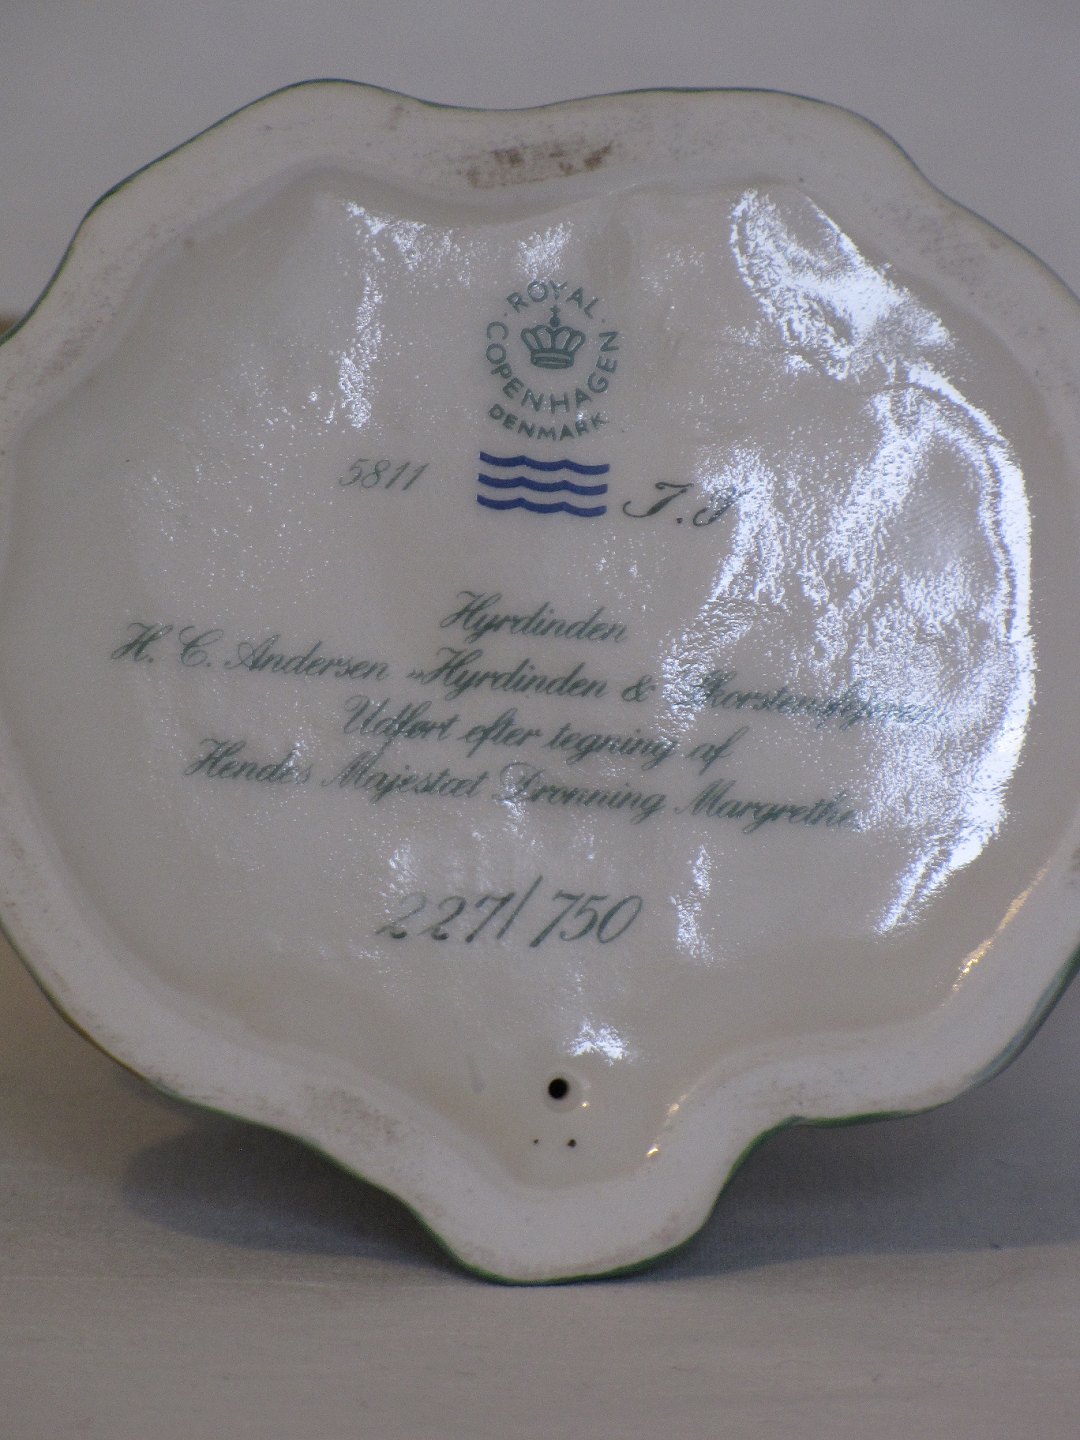 ROYAL
COPENHAGEN
DENMARK
5811
Hyrdinden
H. C. Andersen „Hyrdinden &
Udført efter tegning af
Hendes Majestæt Dronning Margrethe
227/750